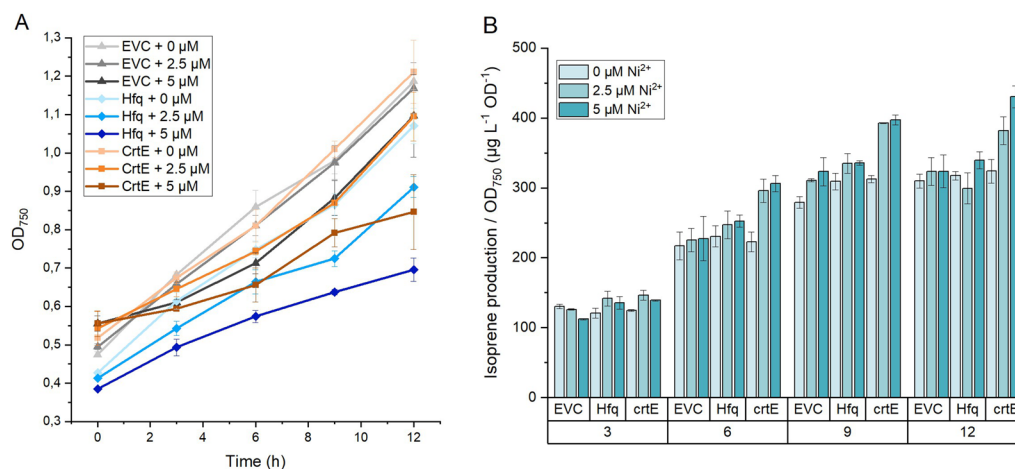 A
EVC + 0 µM
EVC + 2.5 µM
EVC + 5 µM
Hfq + 0 µM
Hfq + 2.5 µM
Hfq + 5 µM
CrtE + 0 µM
CrtE + 2.5 µM
CrtE + 5 µM
1,3
1,2
1,1
1,0
0,9
0,8
0,7
0,6
0,5
0,4
0,3
OD750
0 2 4 6 8 10 12
Time (h)
B
0 µM Ni2+
2.5 µM Ni2+
5 µM Ni2+
500
400
300
200
100
0
Isoprene production / OD750 (µg L-1 OD-1)
EVC Hfq crtE EVC Hfq crtE EVC Hfq crtE EVC Hfq crtE
3 6 9 12